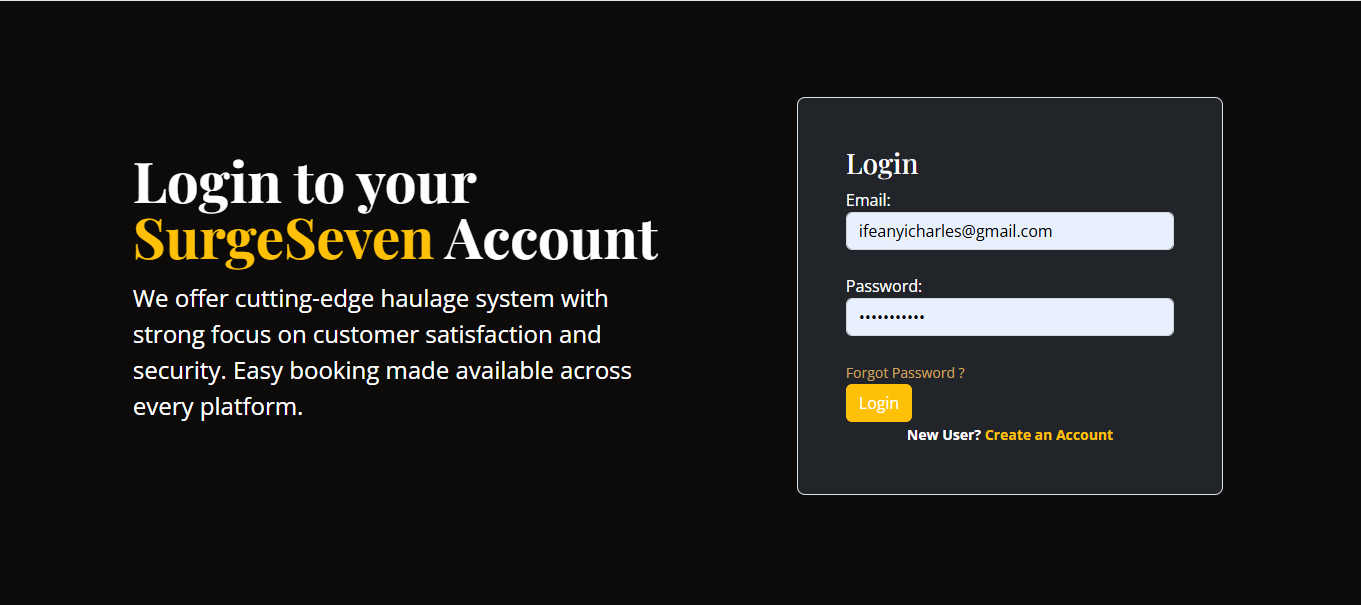 Login to your
SurgeSeven Account
We offer cutting-edge haulage system with
strong focus on customer satisfaction and
security. Easy booking made available across
every platform.
Login
Email:
ifeanyicharles@gmail.com
Password:
•••••••••••
Forgot Password ?
Login
New User? Create an Account